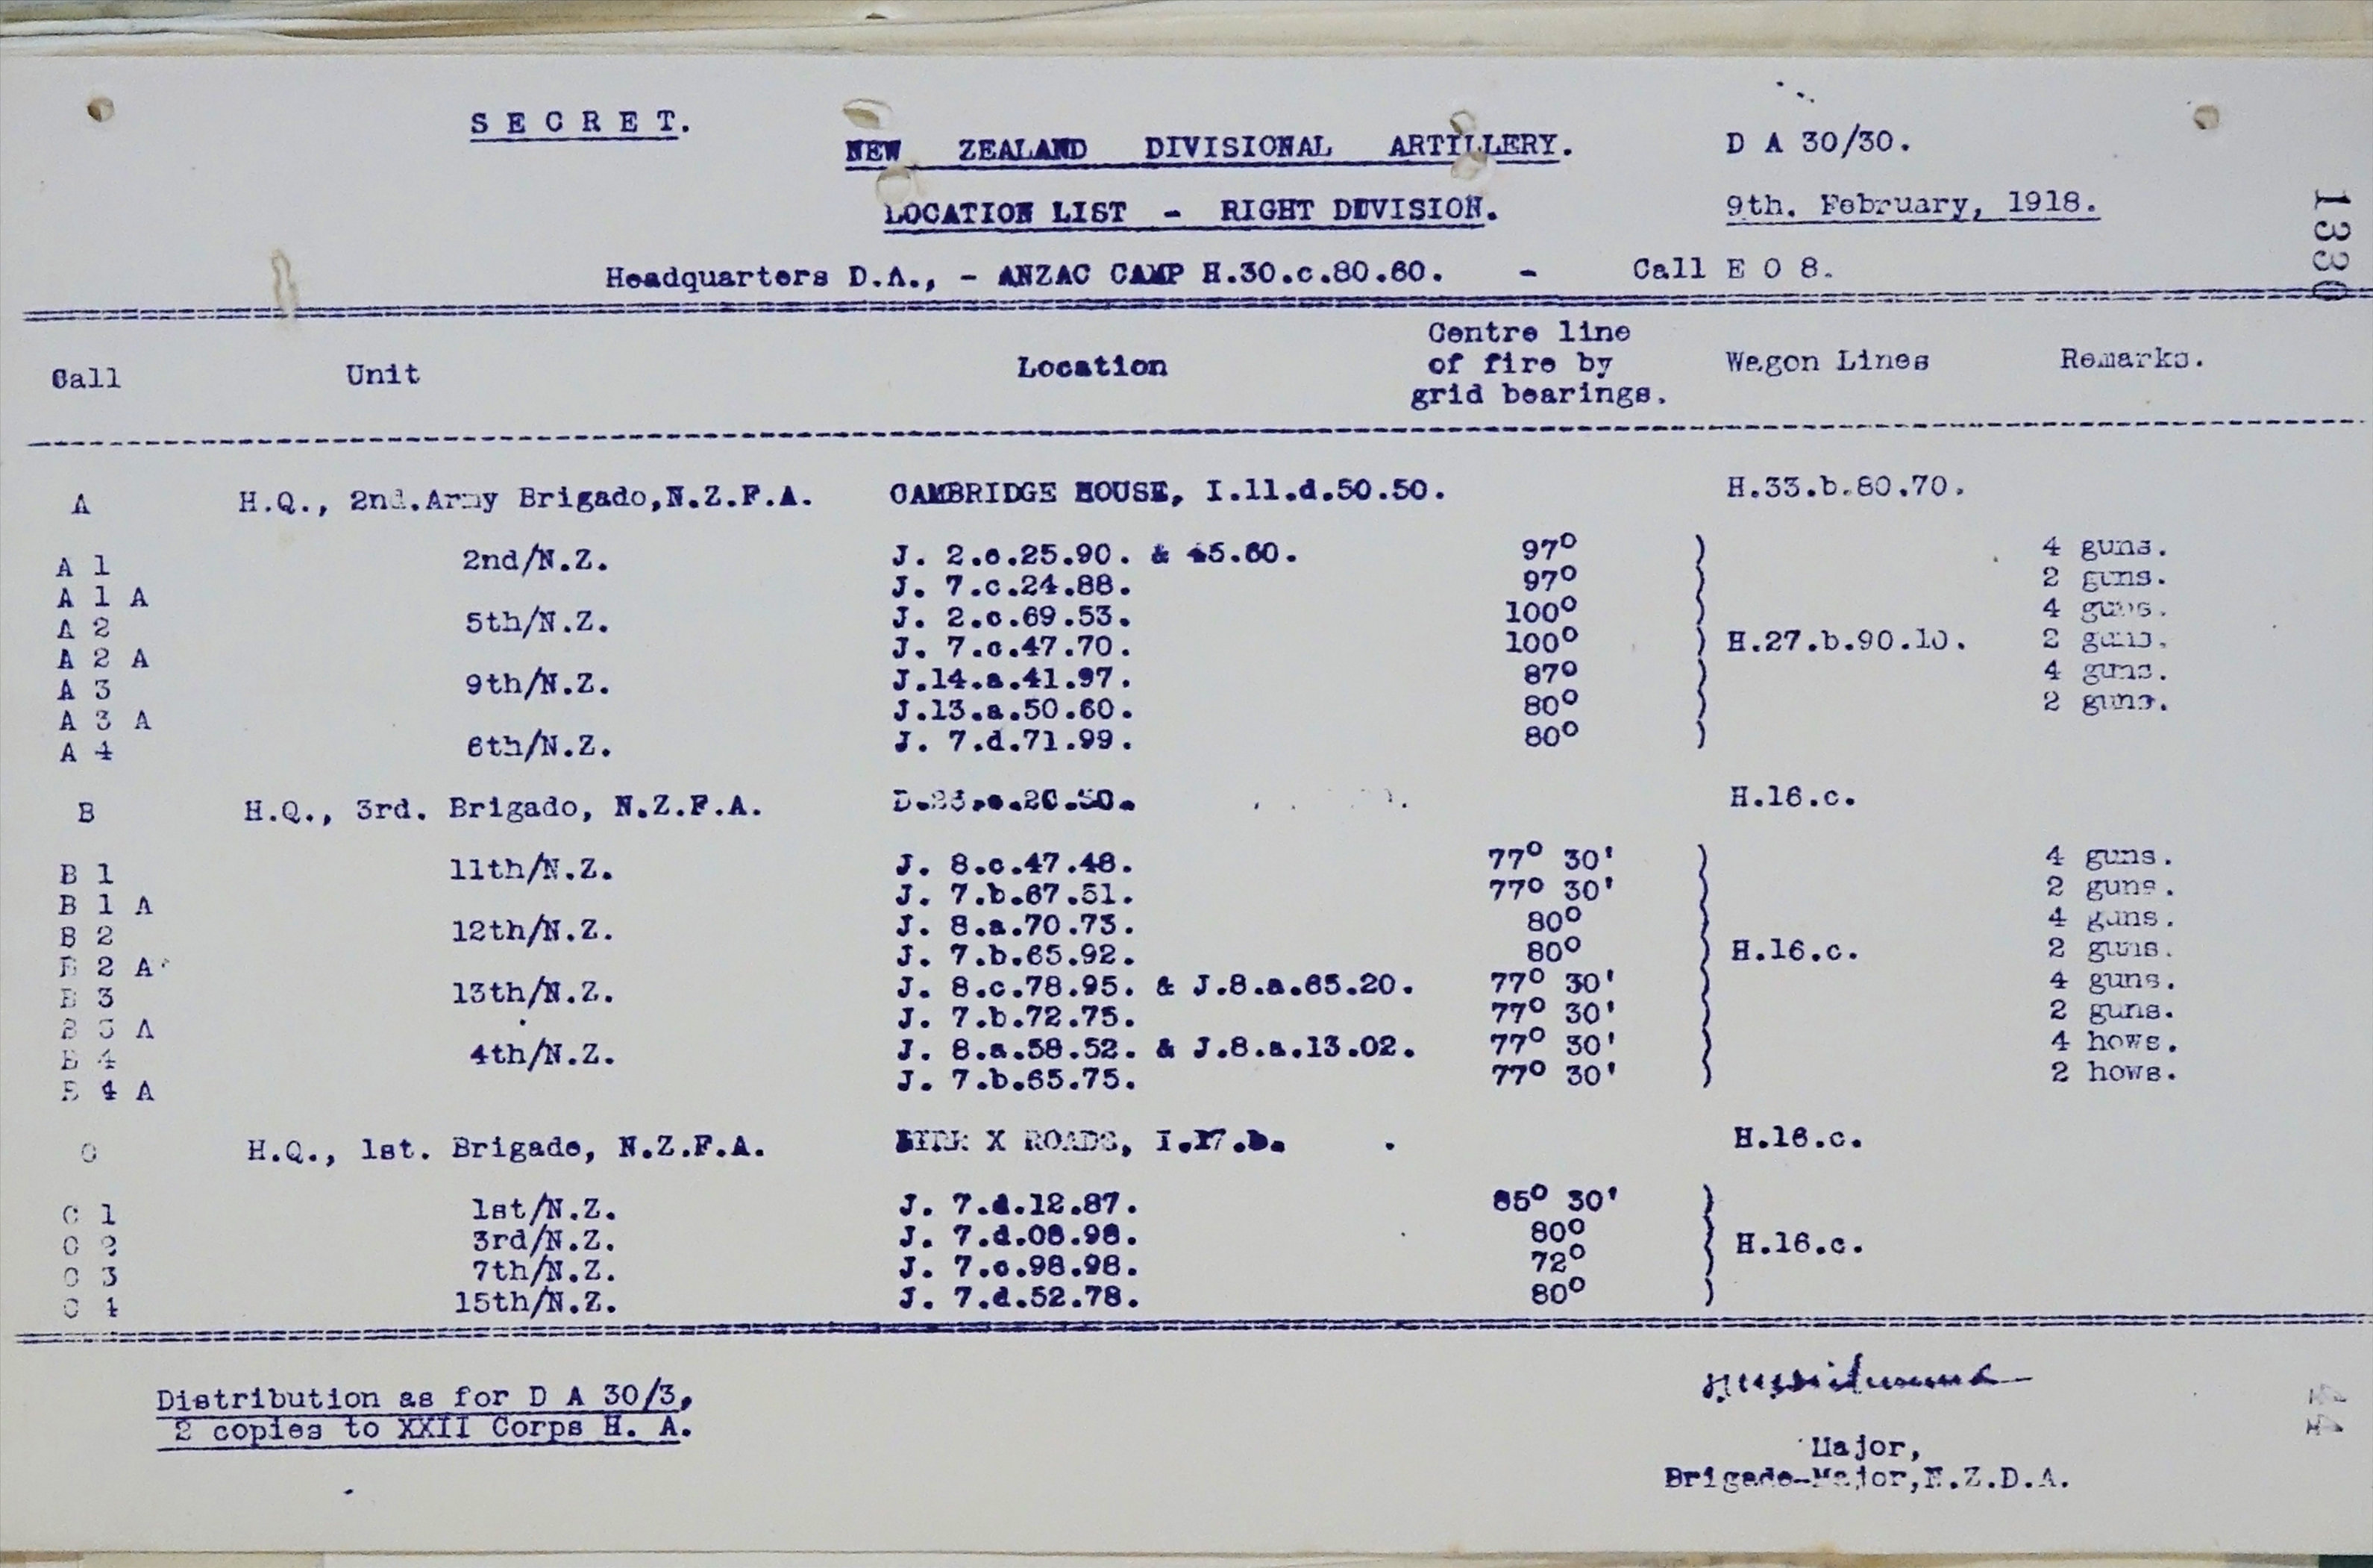 S E C R E T.
NEW ZEALAND DIVISIONAL ARTILLERY.
D A 30/30.
LOCATION LIST - RIGHT DIVISION.
9th. February, 1918.
1330
Headquarters D.A., - ANZAC CAMP H.30.c.80.60. - Call E O 8.
Call Unit Location Centre line of fire by grid bearings. Wagon Lines Remarks.
A H.Q., 2nd.Army Brigade,N.Z.F.A. CAMBRIDGE HOUSE, I.11.d.50.50. H.33.b.80.70.
A 1 2nd/N.Z. J. 2.c.25.90. & 45.60. 97° 4 guns.
A 1 A J. 7.c.24.88. 97° 2 guns.
A 2 5th/N.Z. J. 2.c.69.53. 100° 4 guns.
A 2 A J. 7.c.47.70. 100° H.27.b.90.10. 2 guns.
A 3 9th/N.Z. J.14.a.41.97. 87° 4 guns.
A 3 A J.13.a.50.60. 80° 2 guns.
A 4 6th/N.Z. J. 7.d.71.99. 80°
B H.Q., 3rd. Brigade, N.Z.F.A. H.16.c.
B 1 11th/N.Z. J. 8.c.47.48. 77° 30' 4 guns.
B 1 A J. 7.b.67.51. 77° 30' 2 guns.
B 2 12th/N.Z. J. 8.a.70.73. 80° 4 guns.
B 2 A J. 7.b.65.92. 80° H.16.c. 2 guns.
B 3 13th/N.Z. J. 8.c.78.95. & J.8.a.65.20. 77° 30' 4 guns.
B 3 A J. 7.b.72.75. 77° 30' 2 guns.
B 4 4th/N.Z. J. 8.a.58.52. & J.8.a.13.02. 77° 30' 4 hows.
B 4 A J. 7.b.65.75. 77° 30' 2 hows.
C H.Q., 1st. Brigade, N.Z.F.A. BIRR X ROADS, I.17.b. H.16.c.
C 1 1st/N.Z. J. 7.d.12.87. 85° 30'
C 2 3rd/N.Z. J. 7.d.08.98. 80°
C 3 7th/N.Z. J. 7.c.98.98. 72° H.16.c.
C 4 15th/N.Z. J. 7.d.52.78. 80°
Distribution as for D A 30/3,
2 copies to XXII Corps H. A.
44
Major,
Brigade-Major,N.Z.D.A.